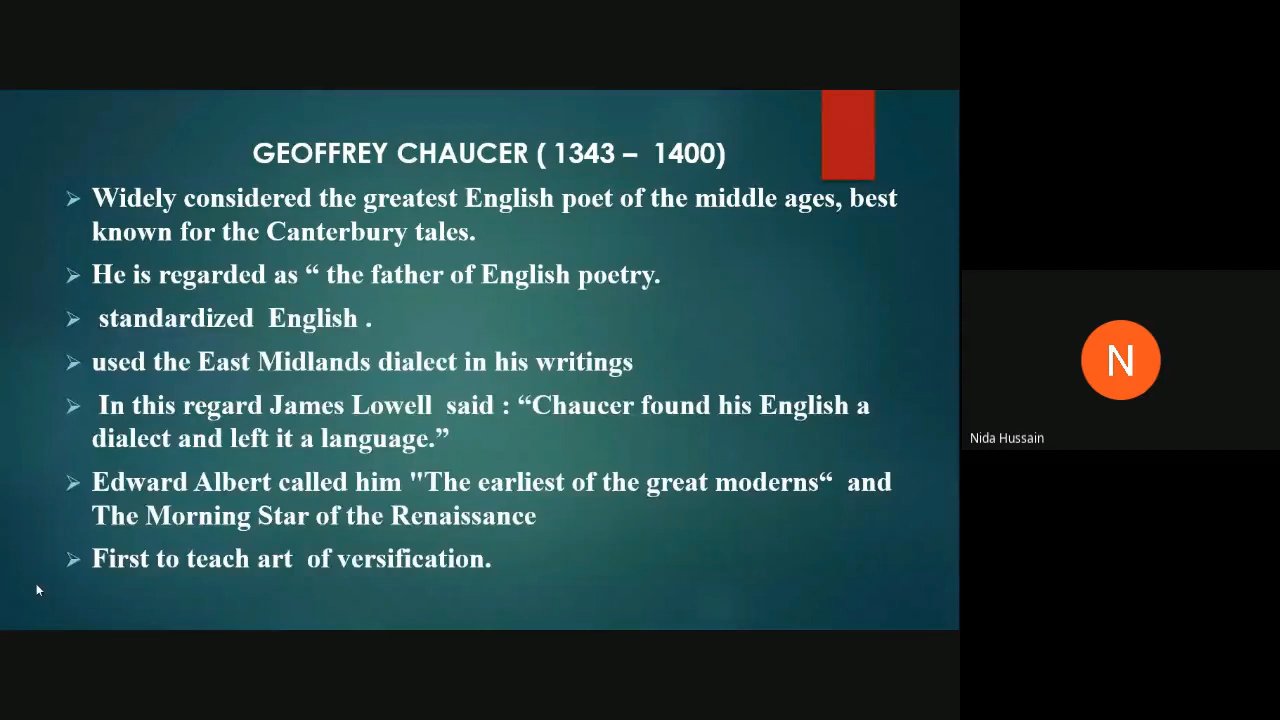 GEOFFREY CHAUCER ( 1343 – 1400)
Widely considered the greatest English poet of the middle ages, best
known for the Canterbury tales.
He is regarded as “ the father of English poetry.
standardized English .
used the East Midlands dialect in his writings
In this regard James Lowell said : “Chaucer found his English a
dialect and left it a language.”
Edward Albert called him "The earliest of the great moderns“ and
The Morning Star of the Renaissance
First to teach art of versification.
N
Nida Hussain